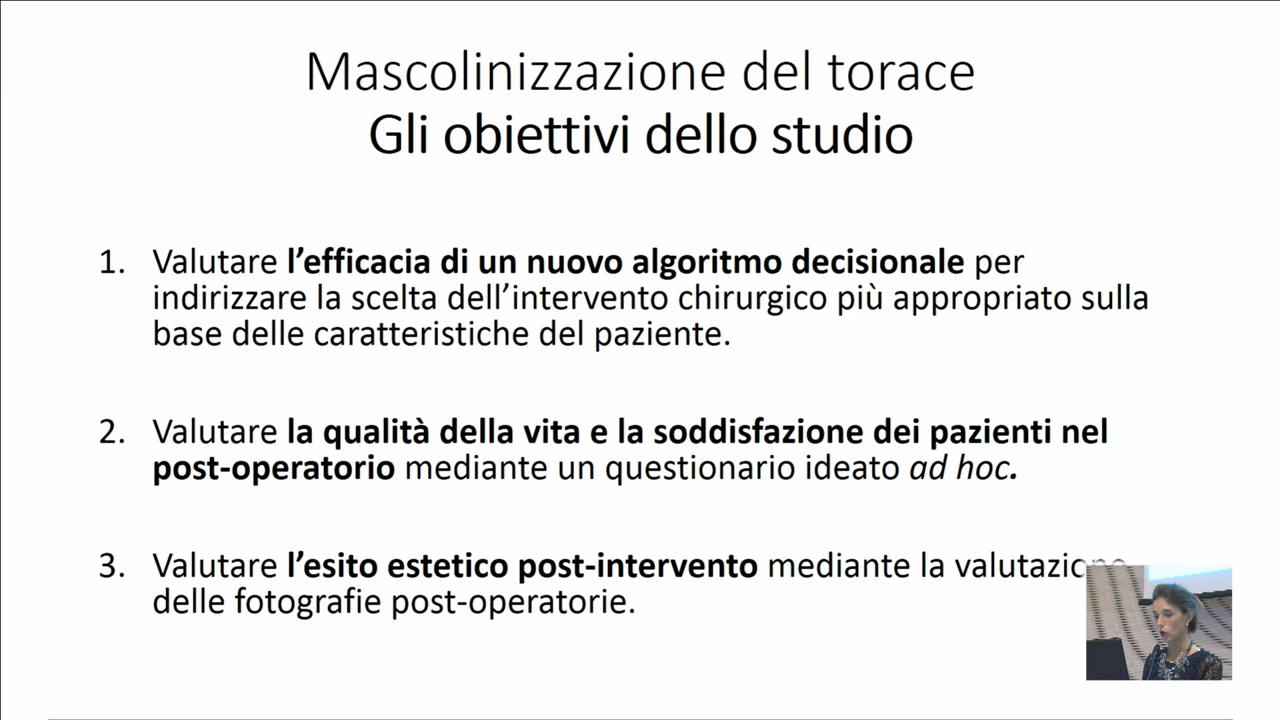 Mascolinizzazione del torace
Gli obiettivi dello studio
1. Valutare l’efficacia di un nuovo algoritmo decisionale per
indirizzare la scelta dell’intervento chirurgico più appropriato sulla
base delle caratteristiche del paziente.
2. Valutare la qualità della vita e la soddisfazione dei pazienti nel
post-operatorio mediante un questionario ideato ad hoc.
3. Valutare l’esito estetico post-intervento mediante la valutazione
delle fotografie post-operatorie.